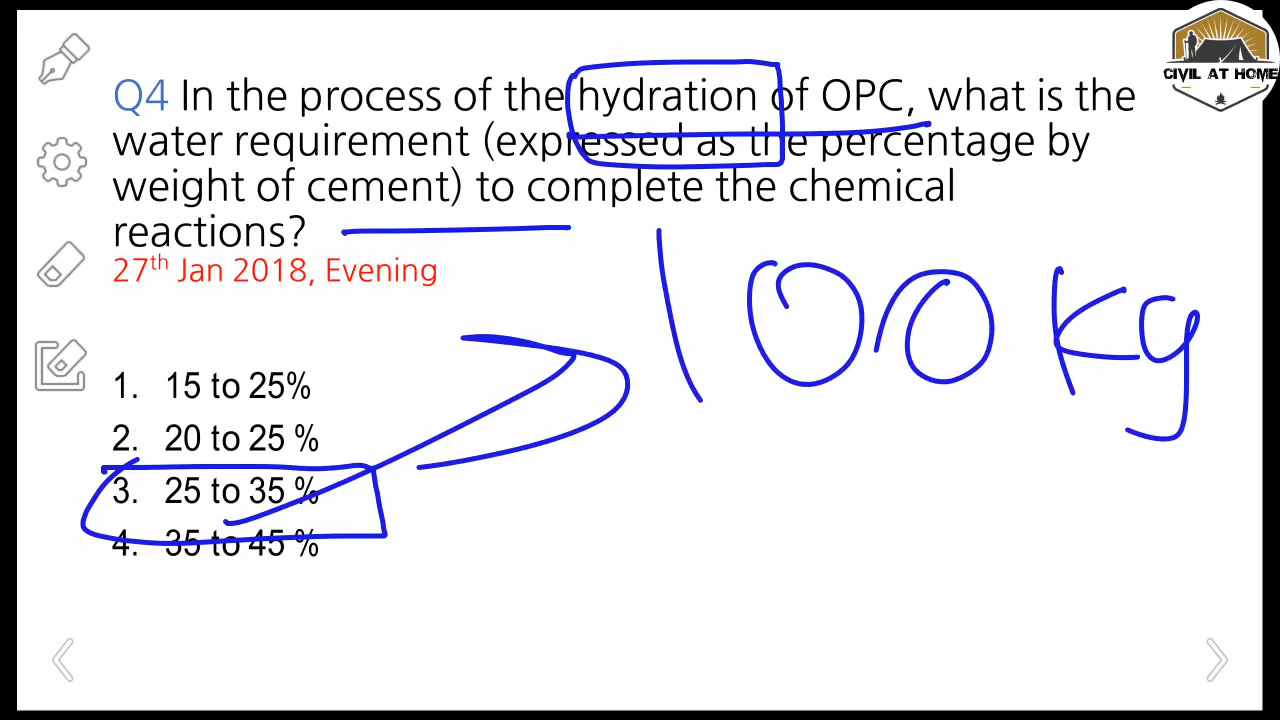 CIVIL AT HOME
Q4 In the process of the hydration of OPC, what is the
water requirement (expressed as the percentage by
weight of cement) to complete the chemical
reactions?
27th Jan 2018, Evening
100 kg
1. 15 to 25%
2. 20 to 25 %
3. 25 to 35 %
4. 35 to 45 %